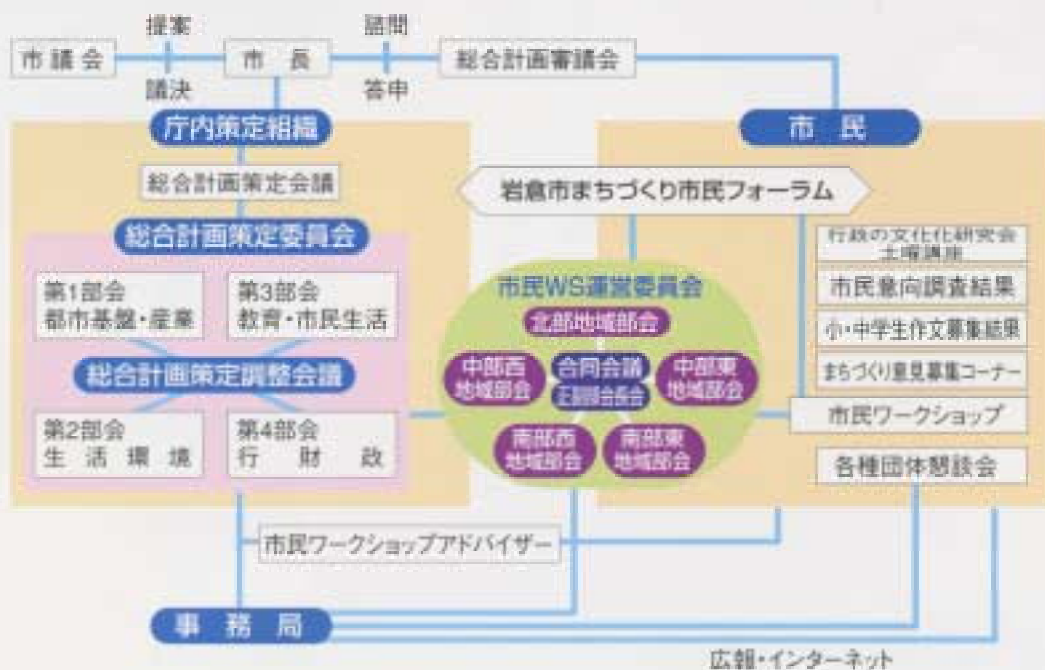 提案
諮問
市議会
市長
総合計画審議会
議決
答申
庁内策定組織
市民
総合計画策定会議
岩倉市まちづくり市民フォーラム
総合計画策定委員会
行政の文化化研究会
土曜講座
第1部会
都市基盤・産業
第3部会
教育・市民生活
市民WS運営委員会
市民意向調査結果
北部地域部会
小・中学生作文募集結果
総合計画策定調整会議
中部西
地域部会
合同会議
正副部会長会
中部東
地域部会
まちづくり意見募集コーナー
市民ワークショップ
第2部会
生活環境
第4部会
行財政
南部西
地域部会
南部東
地域部会
各種団体懇談会
市民ワークショップアドバイザー
事務局
広報・インターネット